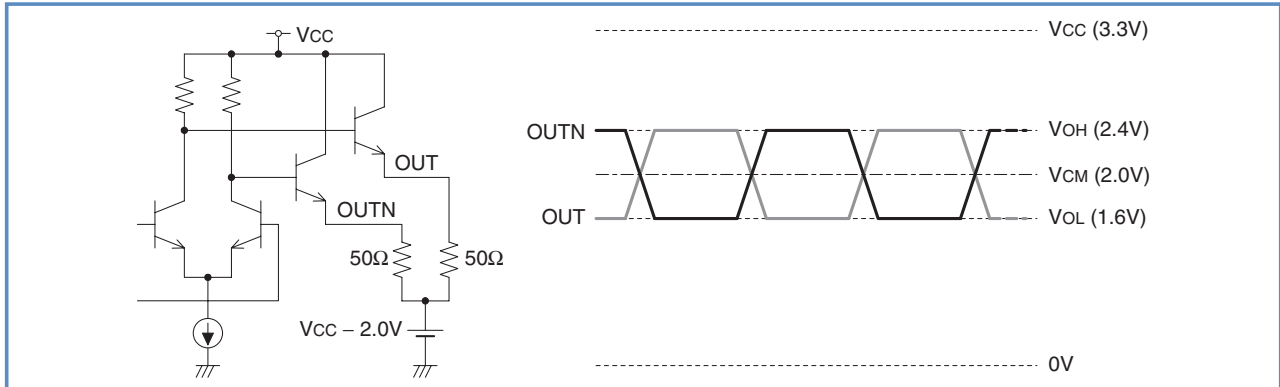 VCC
OUT
OUTN
50Ω
50Ω
VCC – 2.0V
VCC (3.3V)
OUTN
VOH (2.4V)
VCM (2.0V)
OUT
VOL (1.6V)
0V